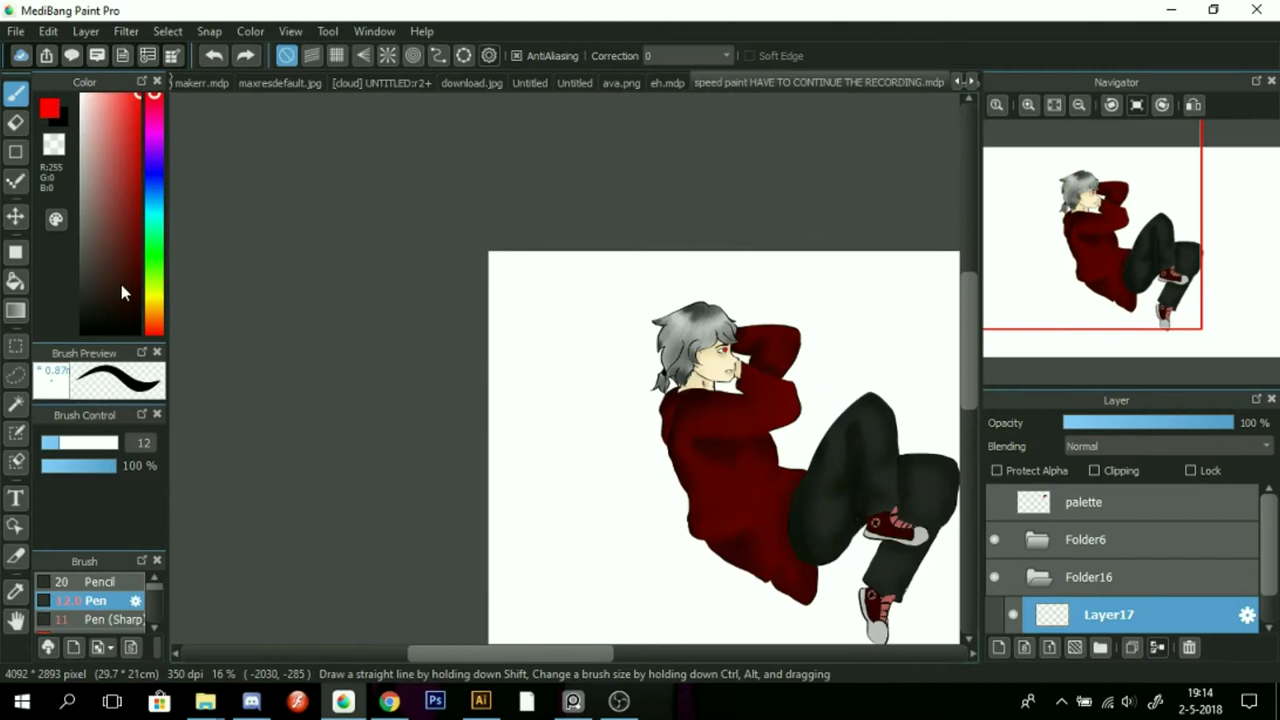 MediBang Paint Pro
File Edit Layer Filter Select Snap Color View Tool Window Help
AntiAliasing Correction 0 Soft Edge
Color
makerr.mdp maxresdefault.jpg [cloud] UNTITLED:r2+ download.jpg Untitled Untitled ava.png eh.mdp speed paint HAVE TO CONTINUE THE RECORDING.mdp
Navigator
R:255
G:0
B:0
Brush Preview
0.87
Brush Control
12
100 %
Brush
20 Pencil
12.0 Pen
11 Pen (Sharp)
Layer
Opacity 100 %
Blending Normal
Protect Alpha Clipping Lock
palette
Folder6
Folder16
Layer17
4092 * 2893 pixel (29.7 * 21cm) 350 dpi 16 % ( -2030, -285 ) Draw a straight line by holding down Shift, Change a brush size by holding down Ctrl, Alt, and dragging
Ps
Ai
19:14
2-5-2018